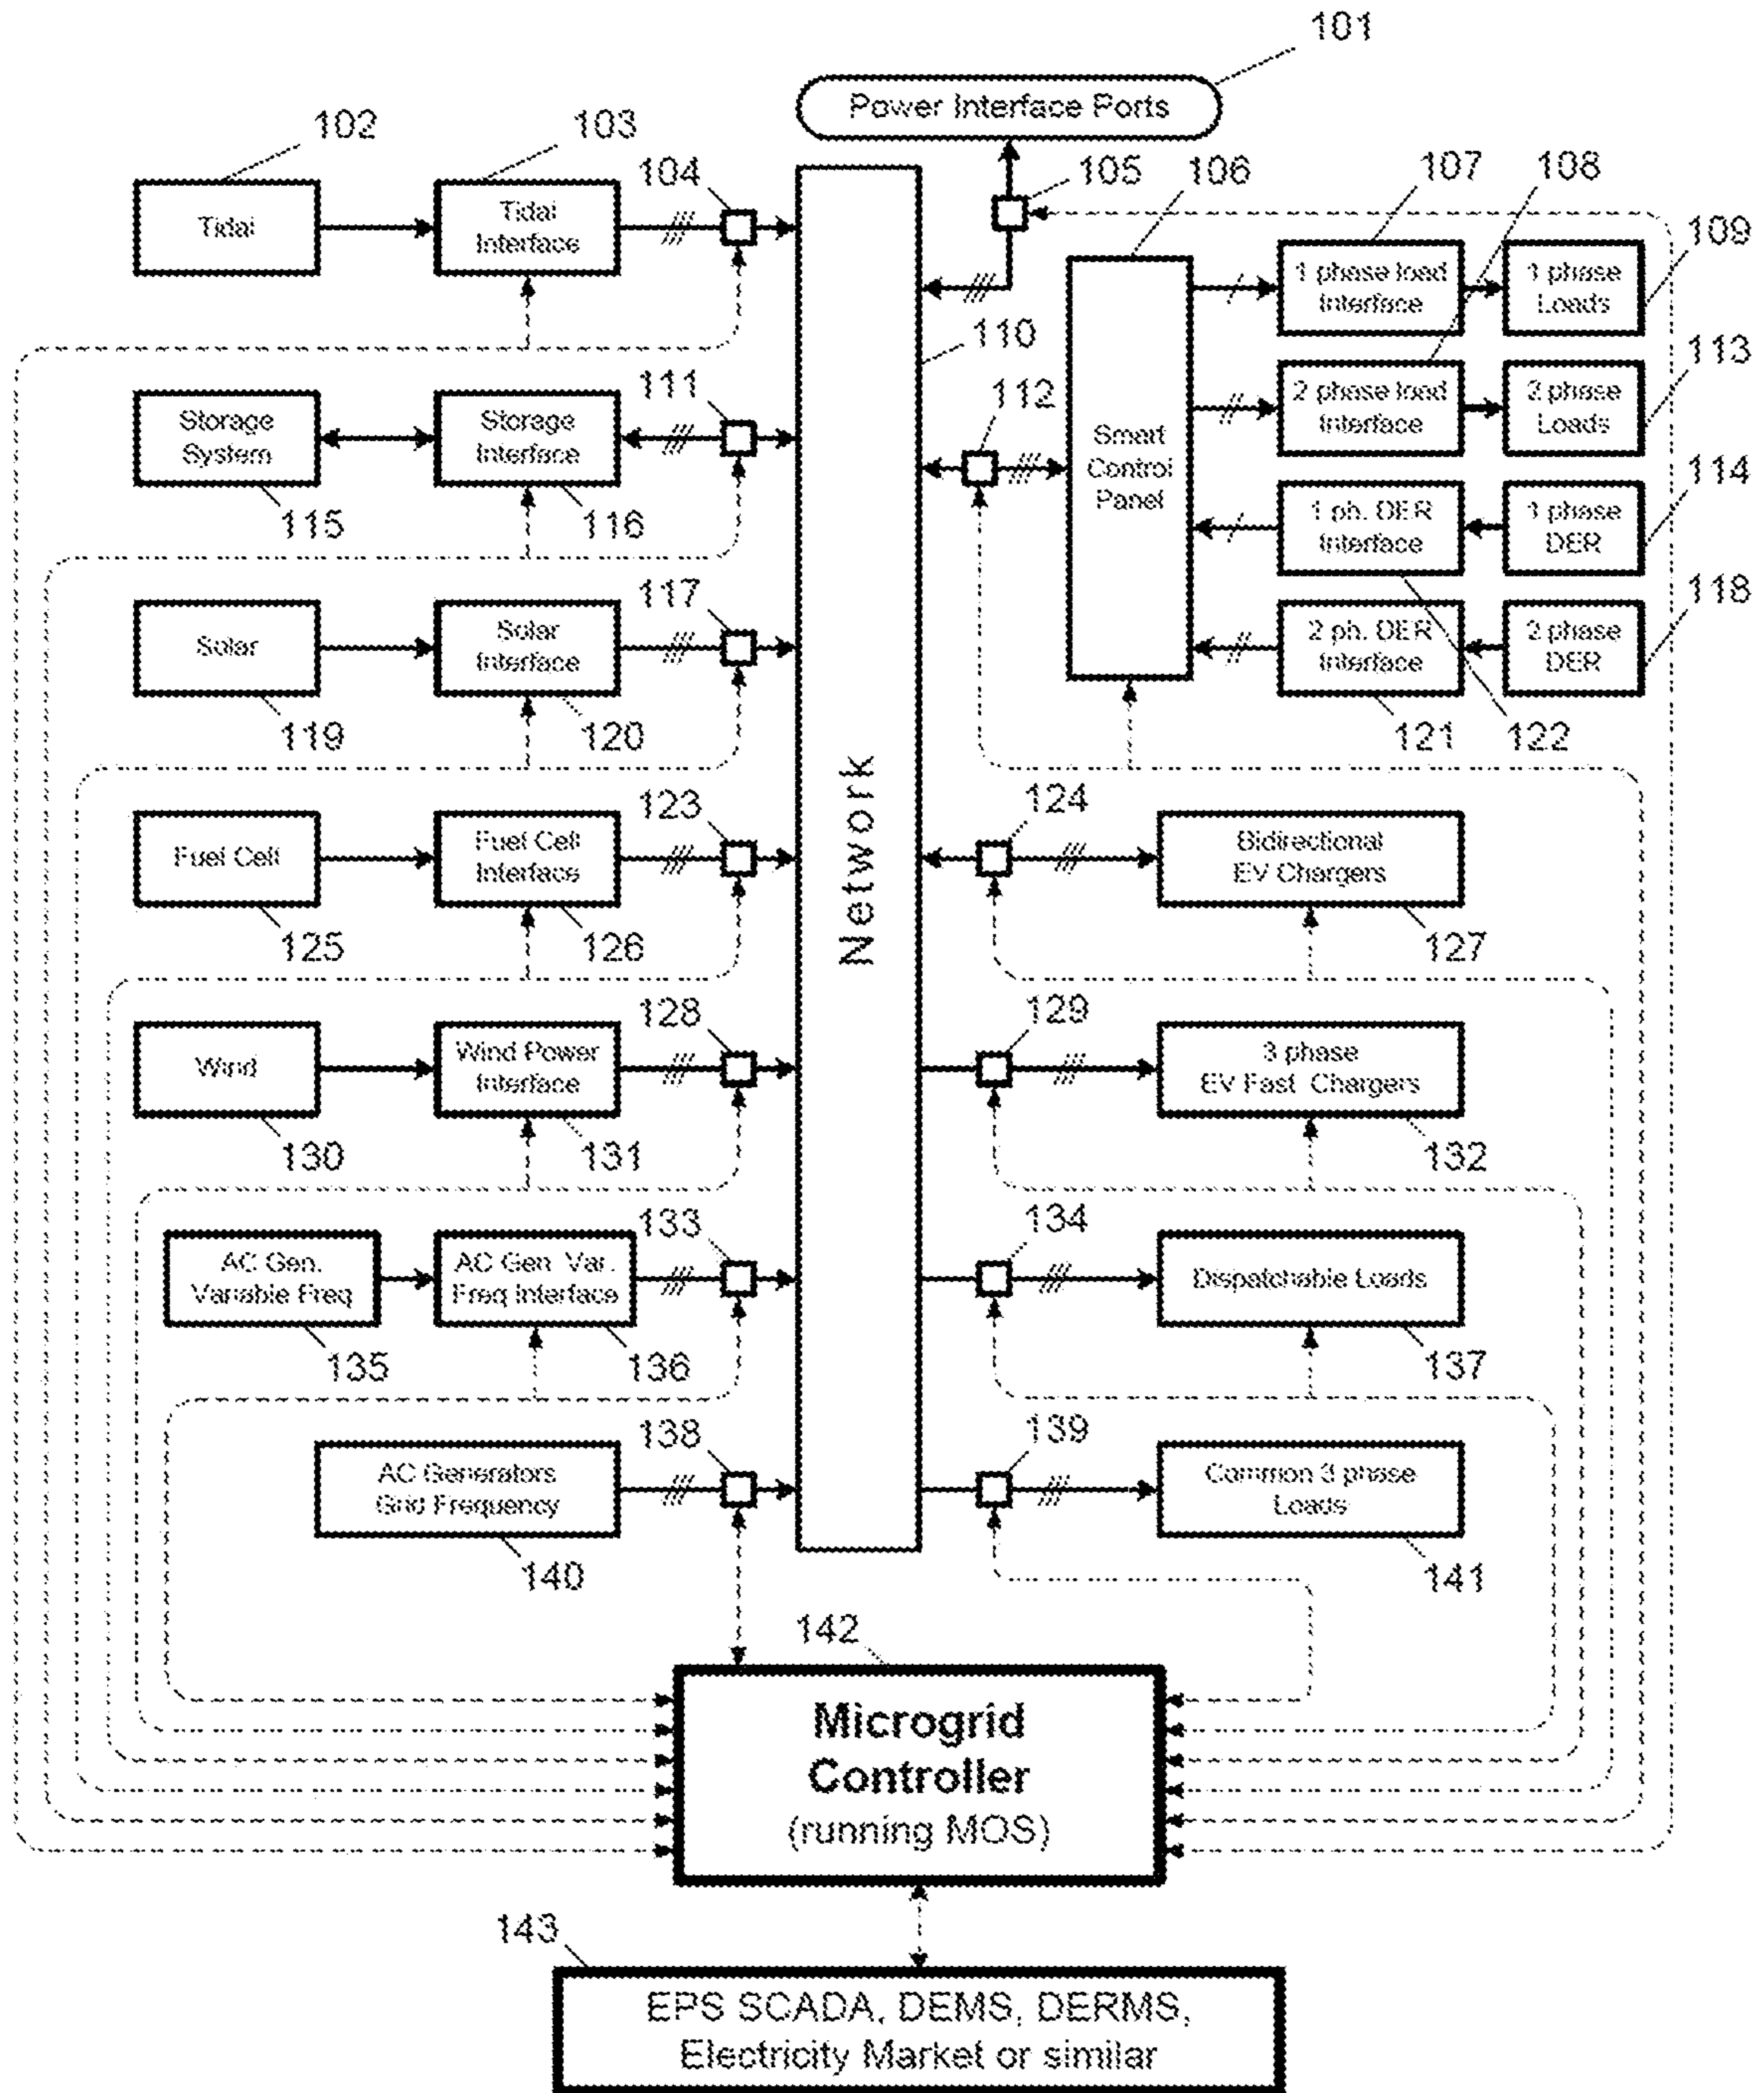 101
Power Interface Ports
102
103
104
105
106
107
108
Tidal
Tidal
Interface
1 phase load
Interface
1 phase
Loads
109
110
111
112
113
Storage
System
Storage
Interface
2 phase load
Interface
2 phase
Loads
Smart
Control
Panel
114
115
116
1 ph. DER
Interface
1 phase
DER
117
118
Solar
Solar
Interface
2 ph. DER
Interface
2 phase
DER
119
120
121
122
Network
123
124
Fuel Cell
Fuel Cell
Interface
Bidirectional
EV Chargers
125
126
127
128
129
Wind
Wind Power
Interface
3 phase
EV Fast Chargers
130
131
132
133
134
AC Gen.
Variable Freq
AC Gen Var.
Freq Interface
Dispatchable Loads
135
136
137
138
139
AC Generators
Grid Frequency
Common 3 phase
Loads
140
141
142
Microgrid
Controller
(running MOS)
143
EPS SCADA, DEMS, DERMS,
Electricity Market or similar